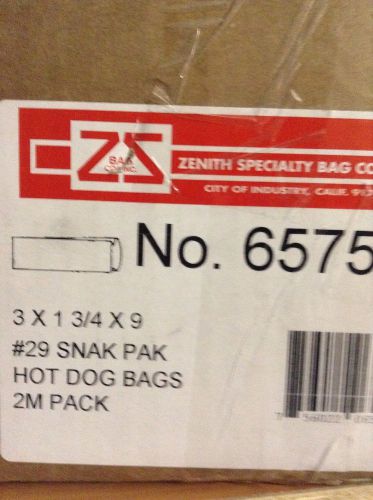 ZS
BAG
CO., INC.
ZENITH SPECIALTY BAG CO
CITY OF INDUSTRY, CALIF. 917
No. 6575
3 X 1 3/4 X 9
#29 SNAK PAK
HOT DOG BAGS
2M PACK